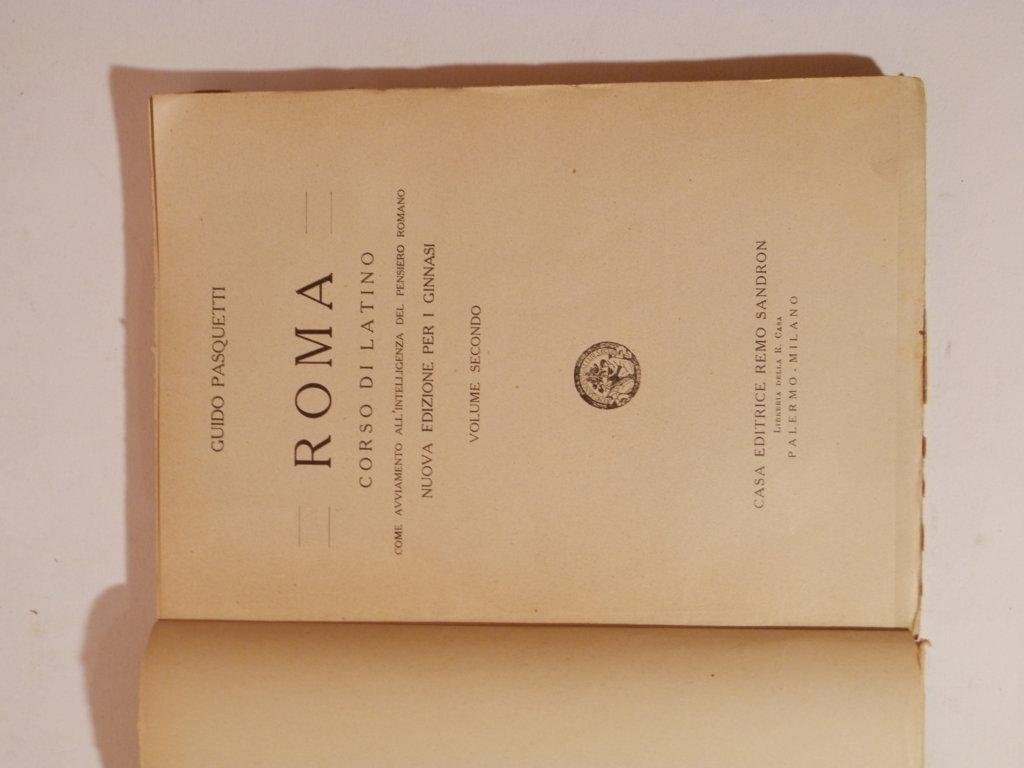 GUIDO PASQUETTI
ROMA
CORSO DI LATINO
COME AVVIAMENTO ALL'INTELLIGENZA DEL PENSIERO ROMANO
NUOVA EDIZIONE PER I GINNASI
VOLUME SECONDO
CASA EDITRICE REMO SANDRON
LIBRERIA DELLA R. CASA
PALERMO-MILANO